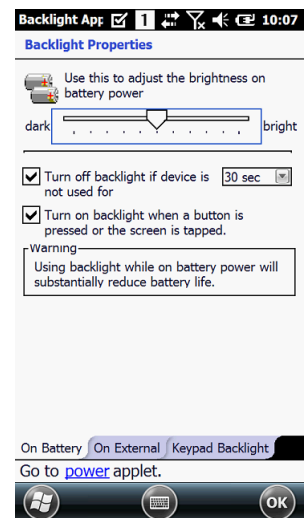 Backlight App 1 10:07
Backlight Properties
Use this to adjust the brightness on
battery power
dark bright
Turn off backlight if device is 30 sec
not used for
Turn on backlight when a button is
pressed or the screen is tapped.
Warning
Using backlight while on battery power will
substantially reduce battery life.
On Battery On External Keypad Backlight
Go to power applet.
OK